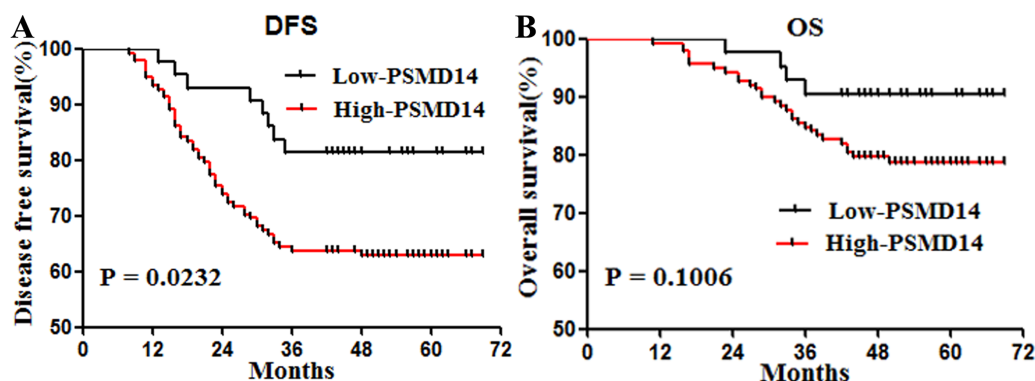 A
DFS
Disease free survival(%)
100
90
80
70
60
50
Low-PSMD14
High-PSMD14
P = 0.0232
0 12 24 36 48 60 72
Months
B
OS
Overall survival(%)
100
90
80
70
60
50
Low-PSMD14
High-PSMD14
P = 0.1006
0 12 24 36 48 60 72
Months